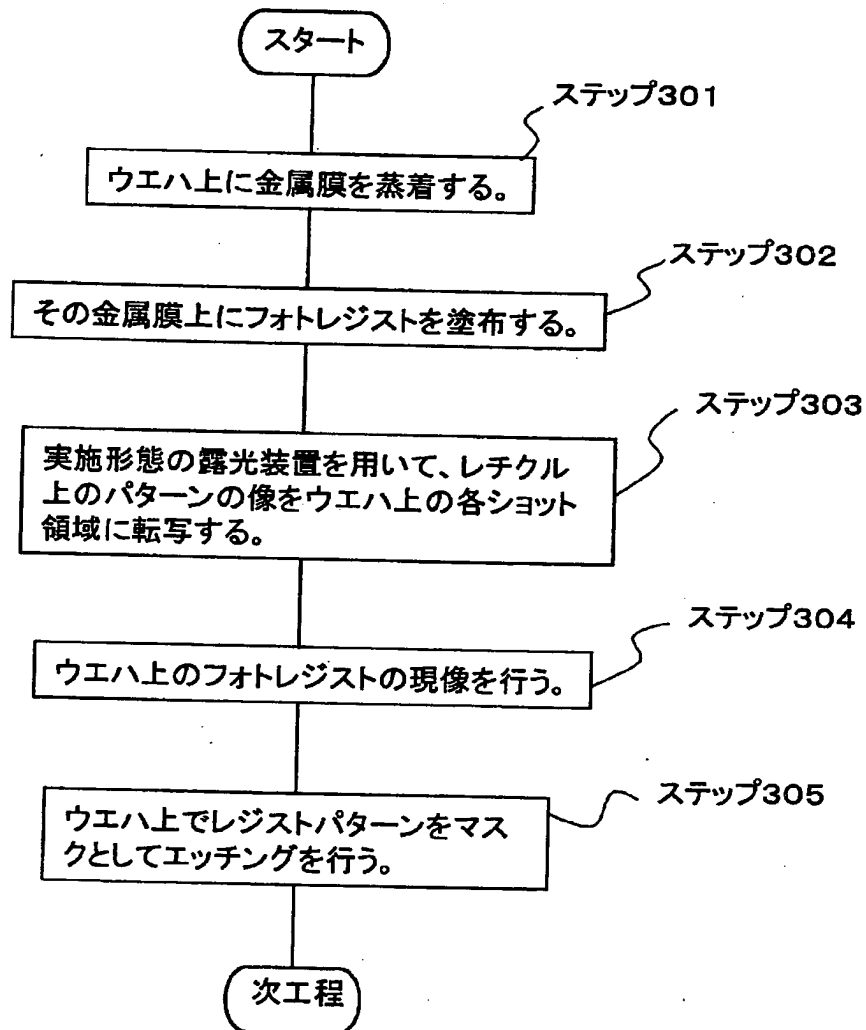 スタート
ステップ301
ウエハ上に金属膜を蒸着する。
ステップ302
その金属膜上にフォトレジストを塗布する。
ステップ303
実施形態の露光装置を用いて、レチクル
上のパターンの像をウエハ上の各ショット
領域に転写する。
ステップ304
ウエハ上のフォトレジストの現像を行う。
ステップ305
ウエハ上でレジストパターンをマス
クとしてエッチングを行う。
次工程